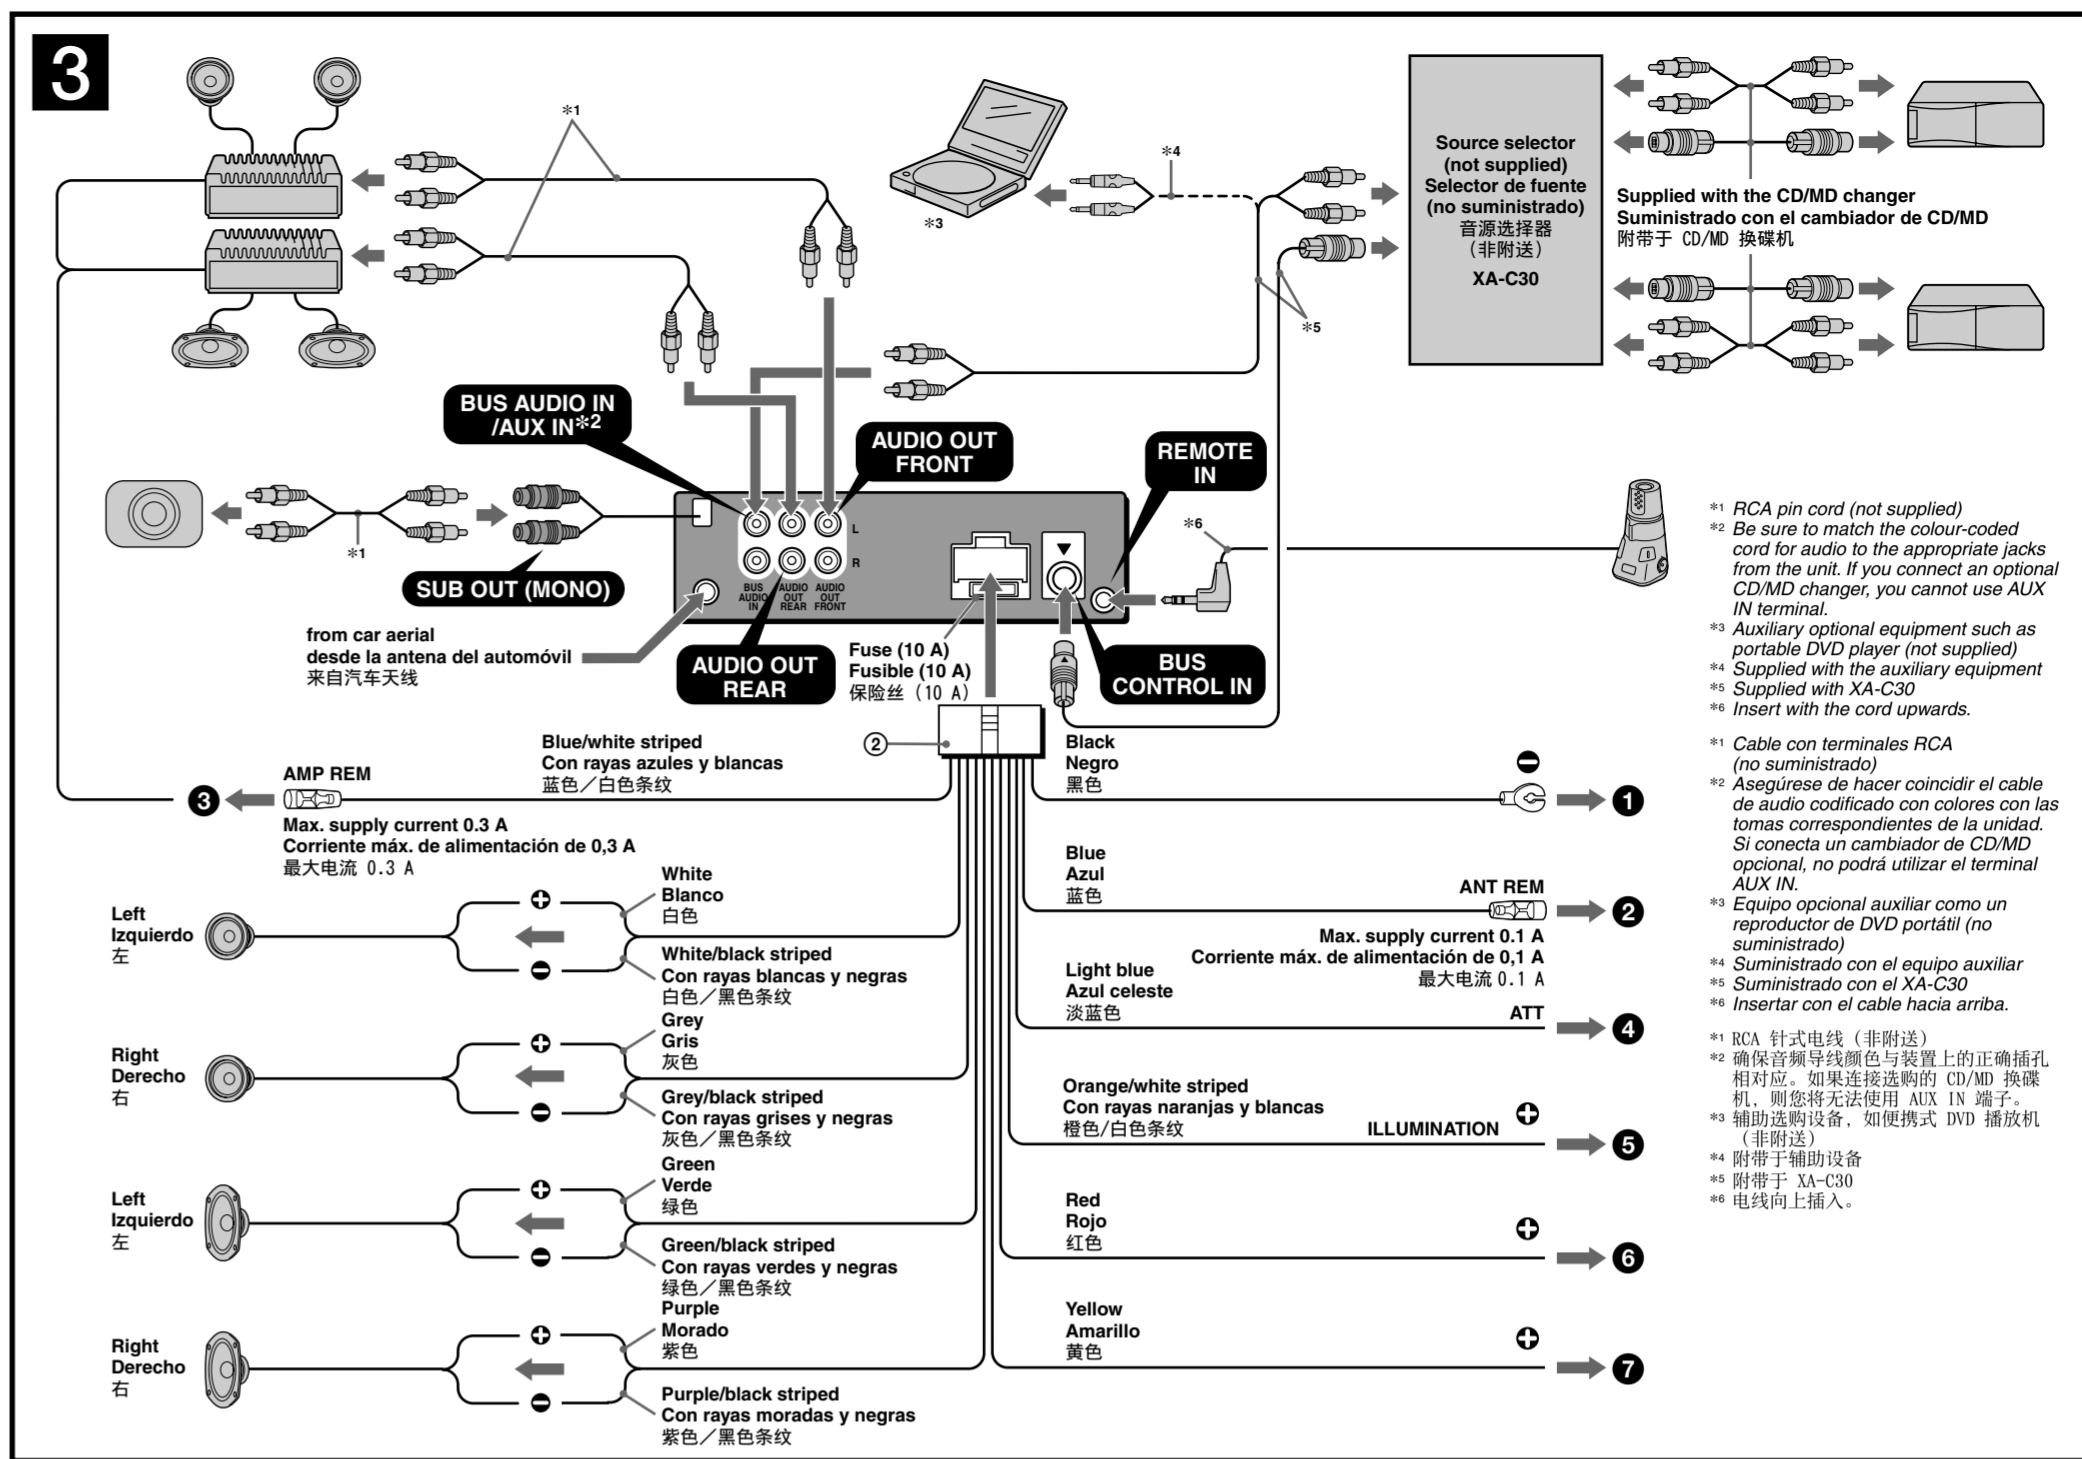 3
*1
*3
*4
*5
Source selector
(not supplied)
Selector de fuente
(no suministrado)
音源选择器
（非附送）
XA-C30
Supplied with the CD/MD changer
Suministrado con el cambiador de CD/MD
附带于 CD/MD 换碟机
BUS AUDIO IN
/AUX IN*2
AUDIO OUT
FRONT
REMOTE
IN
*1
SUB OUT (MONO)
L
R
BUS
AUDIO
IN
AUDIO
OUT
REAR
AUDIO
OUT
FRONT
*6
from car aerial
desde la antena del automóvil
来自汽车天线
AUDIO OUT
REAR
Fuse (10 A)
Fusible (10 A)
保险丝（10 A）
BUS
CONTROL IN
2
Blue/white striped
Con rayas azules y blancas
蓝色／白色条纹
AMP REM
3
Max. supply current 0.3 A
Corriente máx. de alimentación de 0,3 A
最大电流 0.3 A
Left
Izquierdo
左
White
Blanco
白色
White/black striped
Con rayas blancas y negras
白色／黑色条纹
Right
Derecho
右
Grey
Gris
灰色
Grey/black striped
Con rayas grises y negras
灰色／黑色条纹
Left
Izquierdo
左
Green
Verde
绿色
Green/black striped
Con rayas verdes y negras
绿色／黑色条纹
Right
Derecho
右
Purple
Morado
紫色
Purple/black striped
Con rayas moradas y negras
紫色／黑色条纹
Black
Negro
黑色
1
Blue
Azul
蓝色
ANT REM
2
Max. supply current 0.1 A
Corriente máx. de alimentación de 0,1 A
最大电流 0.1 A
Light blue
Azul celeste
淡蓝色
ATT
4
Orange/white striped
Con rayas naranjas y blancas
橙色/白色条纹
ILLUMINATION
5
Red
Rojo
红色
6
Yellow
Amarillo
黄色
7
*1 RCA pin cord (not supplied)
*2 Be sure to match the colour-coded
cord for audio to the appropriate jacks
from the unit. If you connect an optional
CD/MD changer, you cannot use AUX
IN terminal.
*3 Auxiliary optional equipment such as
portable DVD player (not supplied)
*4 Supplied with the auxiliary equipment
*5 Supplied with XA-C30
*6 Insert with the cord upwards.
*1 Cable con terminales RCA
(no suministrado)
*2 Asegúrese de hacer coincidir el cable
de audio codificado con colores con las
tomas correspondientes de la unidad.
Si conecta un cambiador de CD/MD
opcional, no podrá utilizar el terminal
AUX IN.
*3 Equipo opcional auxiliar como un
reproductor de DVD portátil (no
suministrado)
*4 Suministrado con el equipo auxiliar
*5 Suministrado con el XA-C30
*6 Insertar con el cable hacia arriba.
*1 RCA 针式电线（非附送）
*2 确保音频导线颜色与装置上的正确插孔
相对应。如果连接选购的 CD/MD 换碟
机，则您将无法使用 AUX IN 端子。
*3 辅助选购设备，如便携式 DVD 播放机
（非附送）
*4 附带于辅助设备
*5 附带于 XA-C30
*6 电线向上插入。